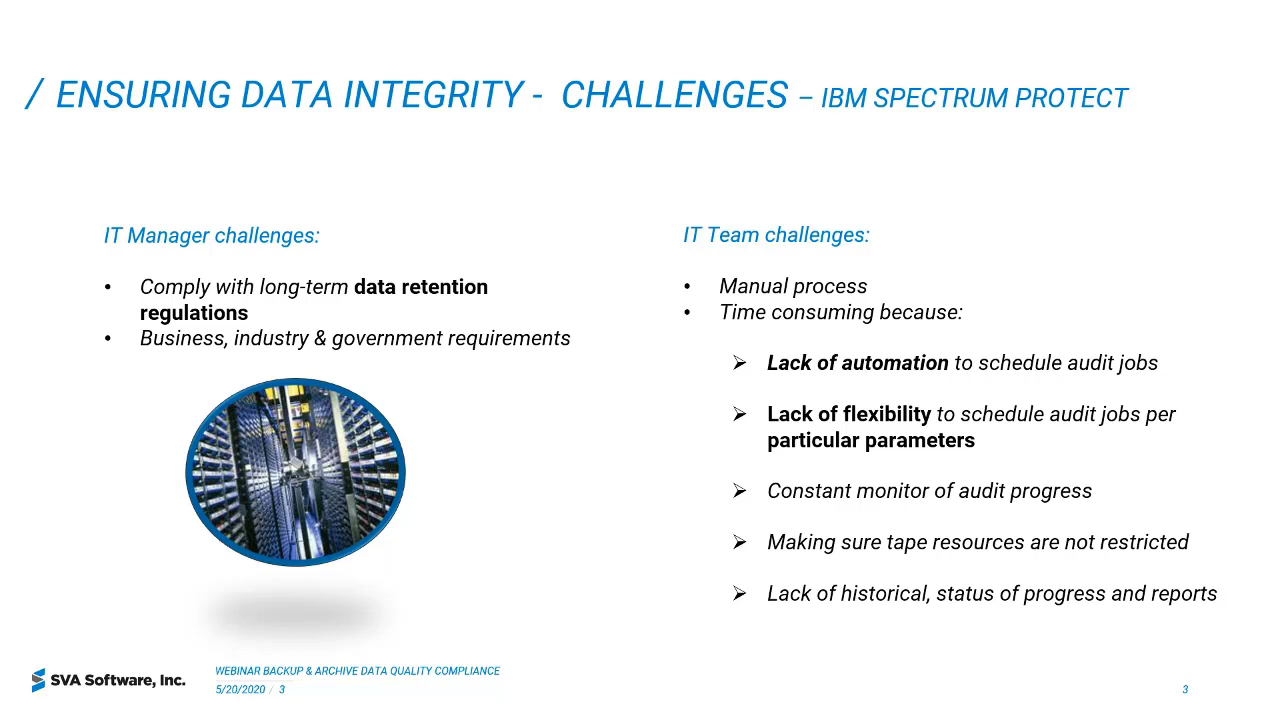 / ENSURING DATA INTEGRITY - CHALLENGES – IBM SPECTRUM PROTECT
IT Manager challenges:
• Comply with long-term data retention
regulations
• Business, industry & government requirements
IT Team challenges:
• Manual process
• Time consuming because:
➢ Lack of automation to schedule audit jobs
➢ Lack of flexibility to schedule audit jobs per
particular parameters
➢ Constant monitor of audit progress
➢ Making sure tape resources are not restricted
➢ Lack of historical, status of progress and reports
SVA Software, Inc.
WEBINAR BACKUP & ARCHIVE DATA QUALITY COMPLIANCE
5/20/2020 / 3
3